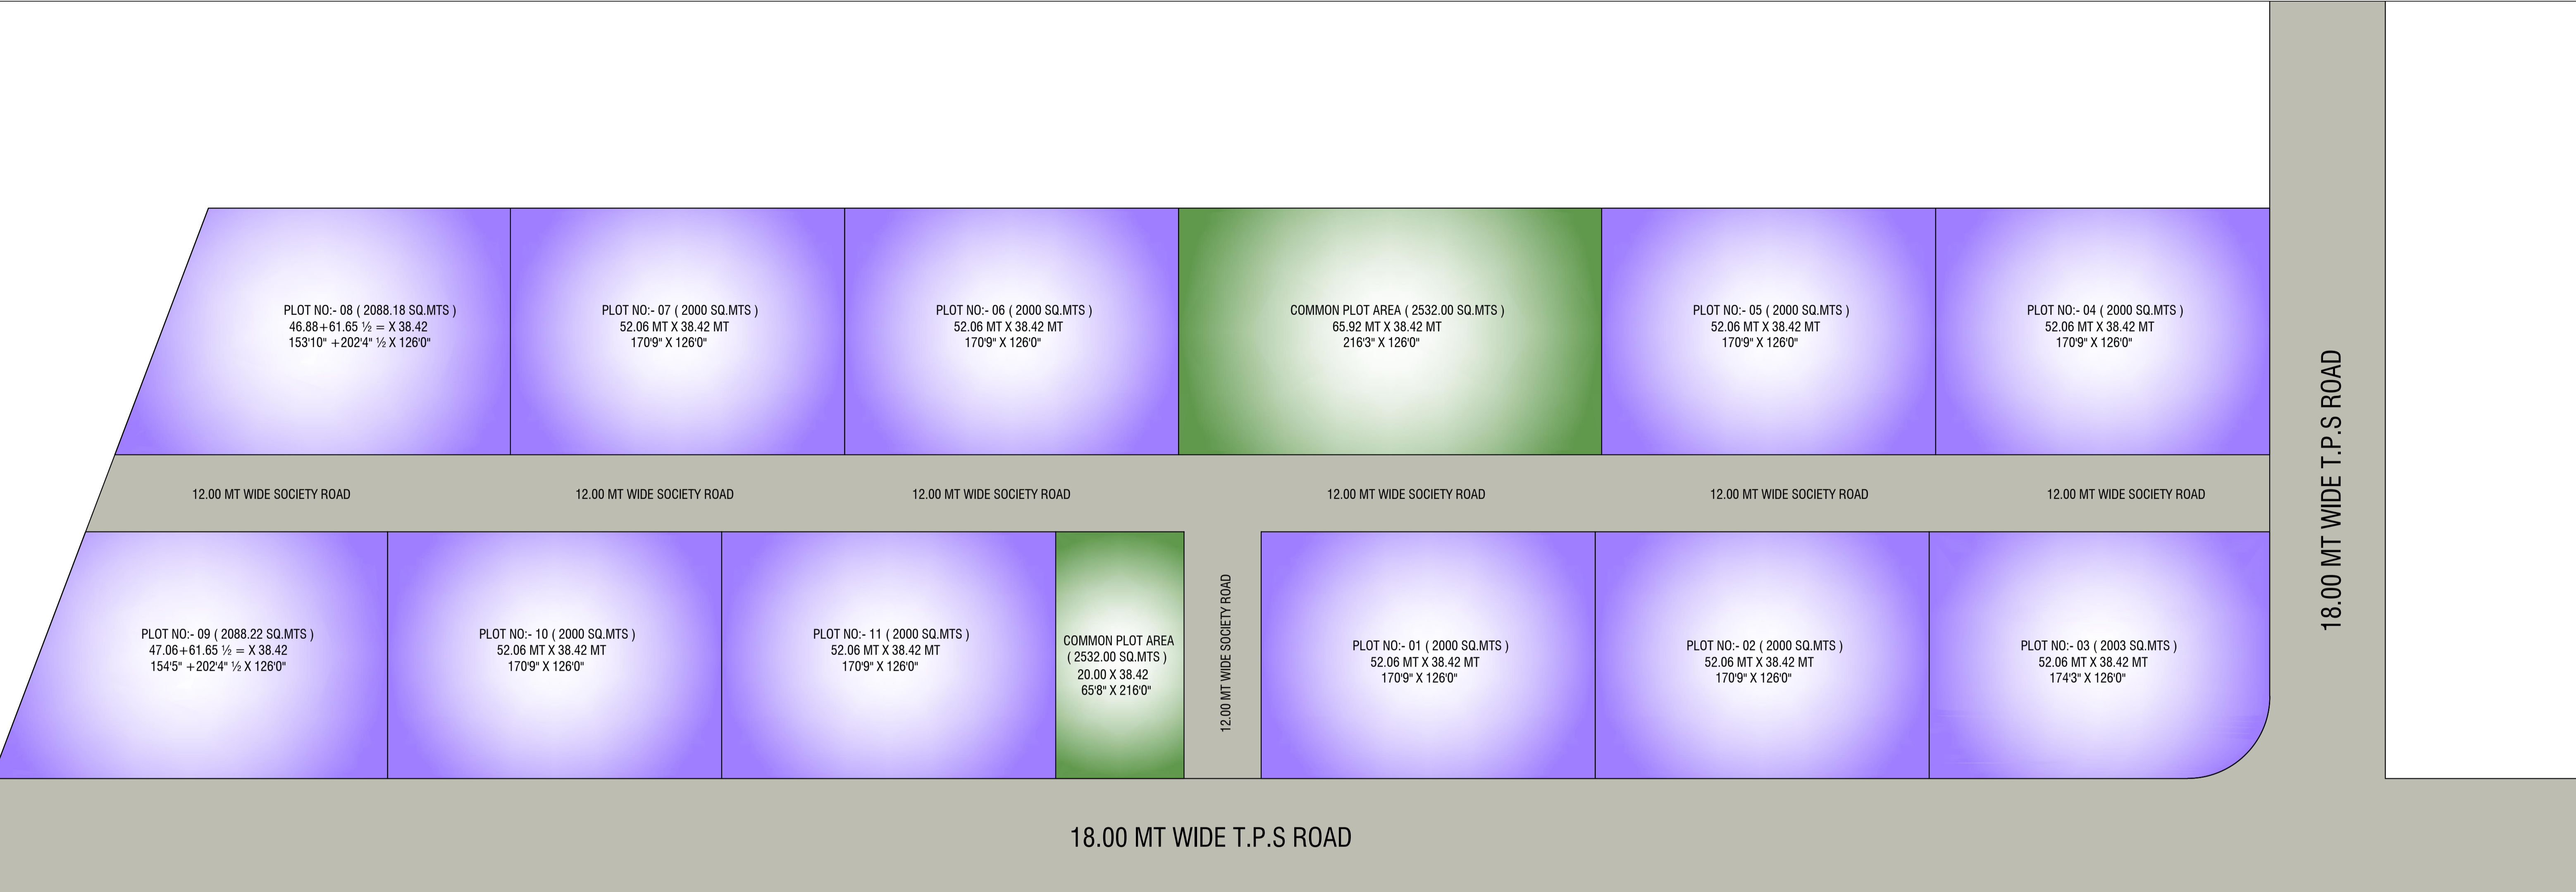 PLOT NO:- 08 ( 2088.18 SQ.MTS )
46.88+61.65 ½ = X 38.42
153'10" +202'4" ½ X 126'0"
PLOT NO:- 07 ( 2000 SQ.MTS )
52.06 MT X 38.42 MT
170'9" X 126'0"
PLOT NO:- 06 ( 2000 SQ.MTS )
52.06 MT X 38.42 MT
170'9" X 126'0"
COMMON PLOT AREA ( 2532.00 SQ.MTS )
65.92 MT X 38.42 MT
216'3" X 126'0"
PLOT NO:- 05 ( 2000 SQ.MTS )
52.06 MT X 38.42 MT
170'9" X 126'0"
PLOT NO:- 04 ( 2000 SQ.MTS )
52.06 MT X 38.42 MT
170'9" X 126'0"
18.00 MT WIDE T.P.S ROAD
12.00 MT WIDE SOCIETY ROAD
12.00 MT WIDE SOCIETY ROAD
12.00 MT WIDE SOCIETY ROAD
12.00 MT WIDE SOCIETY ROAD
12.00 MT WIDE SOCIETY ROAD
12.00 MT WIDE SOCIETY ROAD
PLOT NO:- 09 ( 2088.22 SQ.MTS )
47.06+61.65 ½ = X 38.42
154'5" +202'4" ½ X 126'0"
PLOT NO:- 10 ( 2000 SQ.MTS )
52.06 MT X 38.42 MT
170'9" X 126'0"
PLOT NO:- 11 ( 2000 SQ.MTS )
52.06 MT X 38.42 MT
170'9" X 126'0"
COMMON PLOT AREA
( 2532.00 SQ.MTS )
20.00 X 38.42
65'8" X 216'0"
12.00 MT WIDE SOCIETY ROAD
PLOT NO:- 01 ( 2000 SQ.MTS )
52.06 MT X 38.42 MT
170'9" X 126'0"
PLOT NO:- 02 ( 2000 SQ.MTS )
52.06 MT X 38.42 MT
170'9" X 126'0"
PLOT NO:- 03 ( 2003 SQ.MTS )
52.06 MT X 38.42 MT
174'3" X 126'0"
18.00 MT WIDE T.P.S ROAD